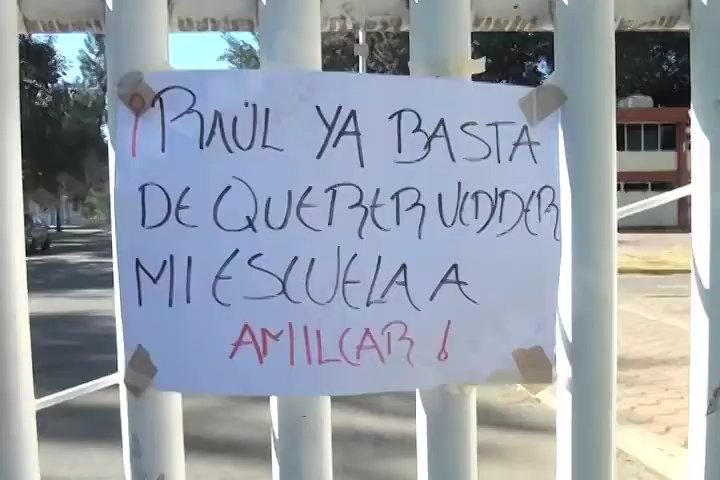 ¡RAÚL YA BASTA
DE QUERER VENDER
MI ESCUELA A
AMILCAR!